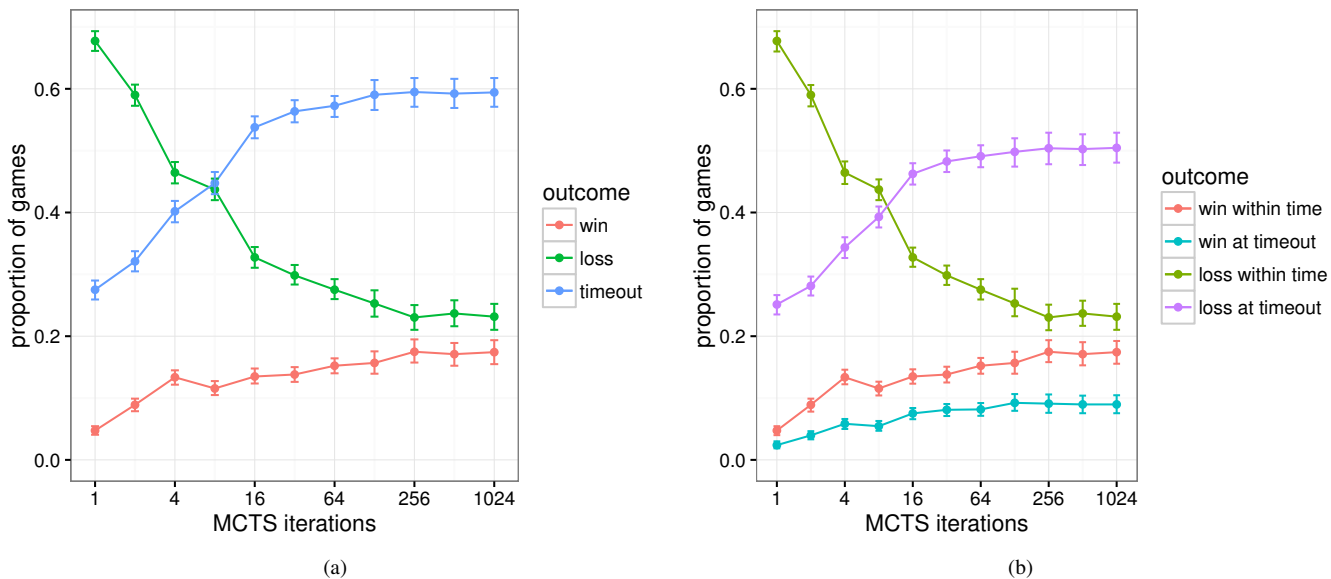 0.6
0.4
0.2
0.0
proportion of games
1
4
16
64
256
1024
MCTS iterations
outcome
win
loss
timeout
(a)
0.6
0.4
0.2
0.0
proportion of games
1
4
16
64
256
1024
MCTS iterations
outcome
win within time
win at timeout
loss within time
loss at timeout
(b)